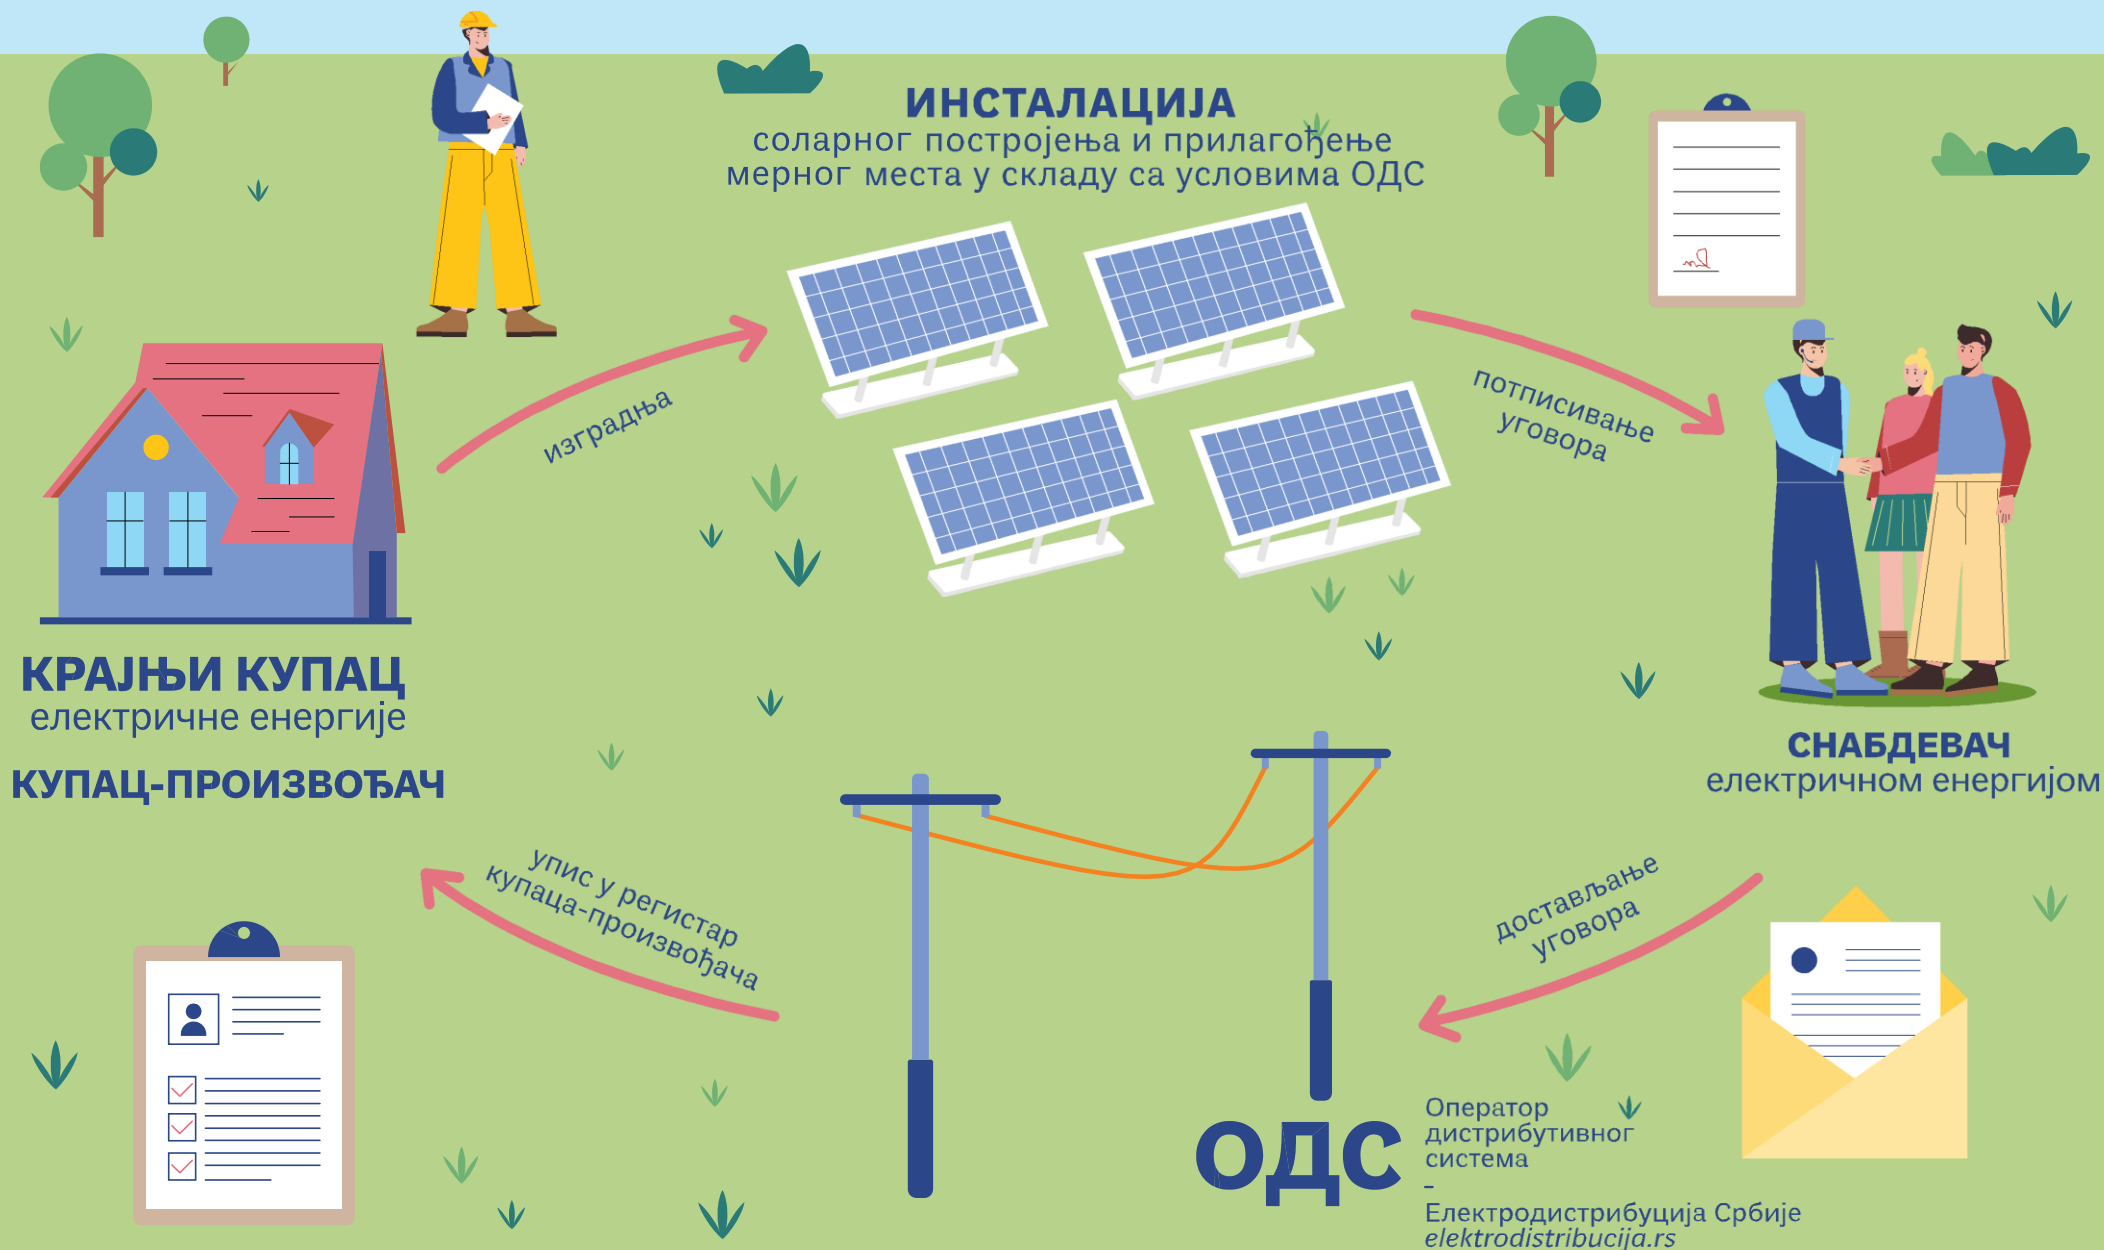 ИНСТАЛАЦИЈА
соларног постројења и прилагођење
мерног места у складу са условима ОДС
изградња
потписивање
уговора
КРАЈЊИ КУПАЦ
електричне енергије
КУПАЦ-ПРОИЗВОЂАЧ
СНАБДЕВАЧ
електричном енергијом
упис у регистар
купаца-произвођача
достављање
уговора
ОДС
Оператор
дистрибутивног
система
-
Електродистрибуција Србије
elektrodistribucija.rs